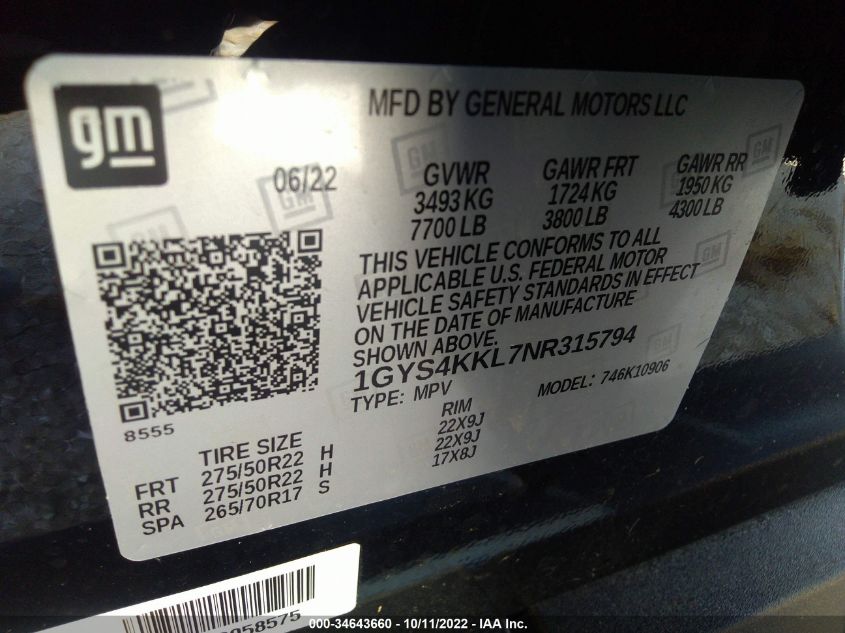 gm
MFD BY GENERAL MOTORS LLC
06/22
GVWR GAWR FRT GAWR RR
3493 KG 1724 KG 1950 KG
7700 LB 3800 LB 4300 LB
THIS VEHICLE CONFORMS TO ALL
APPLICABLE U.S. FEDERAL MOTOR
VEHICLE SAFETY STANDARDS IN EFFECT
ON THE DATE OF MANUFACTURE
SHOWN ABOVE.
1GYS4KKL7NR315794
TYPE: MPV MODEL: 746K10906
8555
TIRE SIZE RIM
FRT 275/50R22 H 22X9J
RR 275/50R22 H 22X9J
SPA 265/70R17 S 17X8J
000-34643660 - 10/11/2022 - IAA Inc.